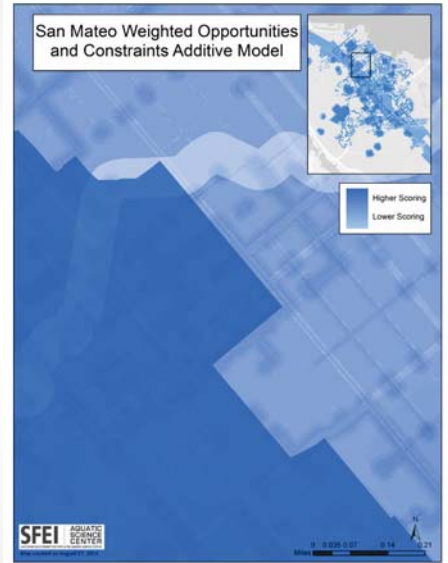 San Mateo Weighted Opportunities
and Constraints Additive Model
Higher Scoring
Lower Scoring
SFEI
AQUATIC
SCIENCE
CENTER
N
0 0.035 0.07 0.14 0.21
Miles